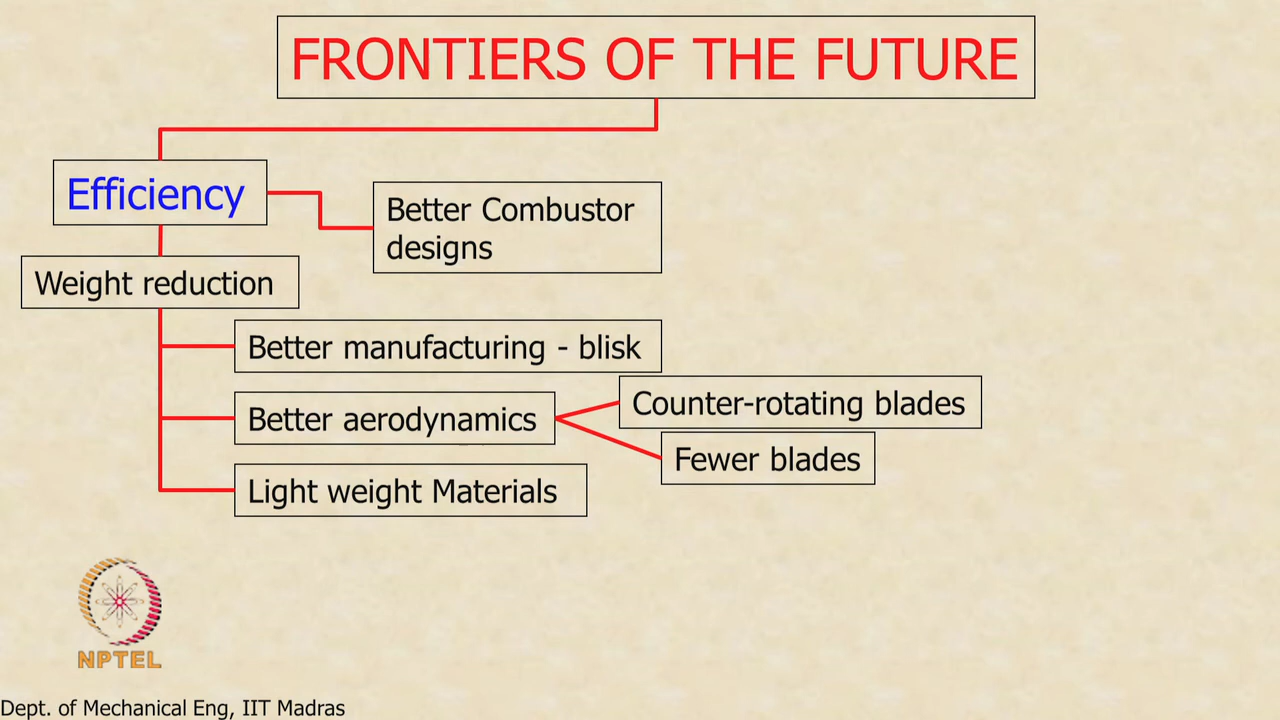 FRONTIERS OF THE FUTURE
Efficiency
Better Combustor
designs
Weight reduction
Better manufacturing - blisk
Better aerodynamics
Counter-rotating blades
Fewer blades
Light weight Materials
NPTEL
Dept. of Mechanical Eng, IIT Madras